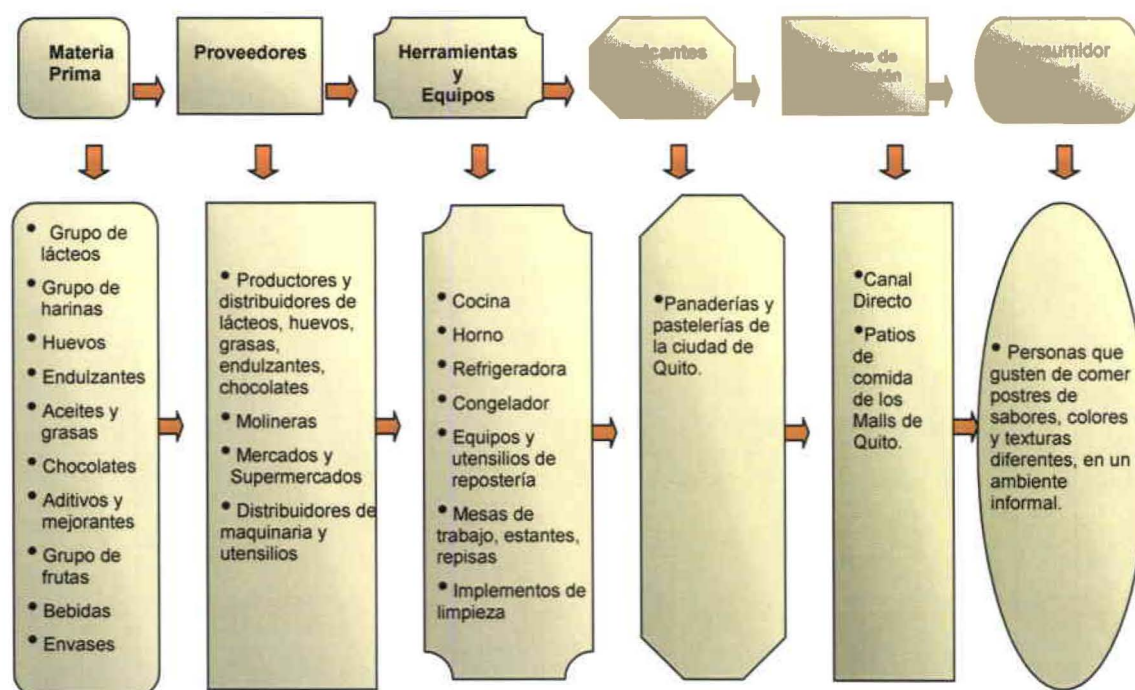 Materia
Prima
Proveedores
Herramientas
y
Equipos
Consumidor
• Grupo de
lácteos
• Grupo de
harinas
• Huevos
• Endulzantes
• Aceites y
grasas
• Chocolates
• Aditivos y
mejorantes
• Grupo de
frutas
• Bebidas
• Envases
• Productores y
distribuidores de
lácteos, huevos,
grasas,
endulzantes,
chocolates
• Molineras
• Mercados y
Supermercados
• Distribuidores de
maquinaria y
utensilios
• Cocina
• Horno
• Refrigeradora
• Congelador
• Equipos y
utensilios de
repostería
• Mesas de
trabajo, estantes,
repisas
• Implementos de
limpieza
• Panaderías y
pastelerías de
la ciudad de
Quito.
• Canal
Directo
• Patios
de
comida
de los
Malls de
Quito.
• Personas que
gusten de comer
postres de
sabores, colores
y texturas
diferentes, en un
ambiente
informal.